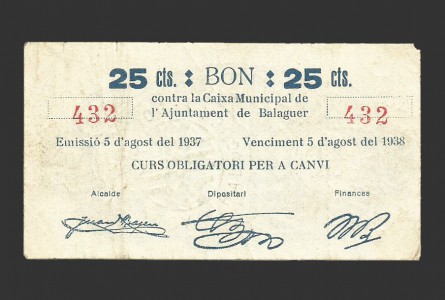 25 cts. : BON : 25 cts.
432 contra la Caixa Municipal de 432
l'Ajuntament de Balaguer
Emissió 5 d'agost del 1937 Venciment 5 d'agost del 1938
CURS OBLIGATORI PER A CANVI
Alcalde Dipositari Finances